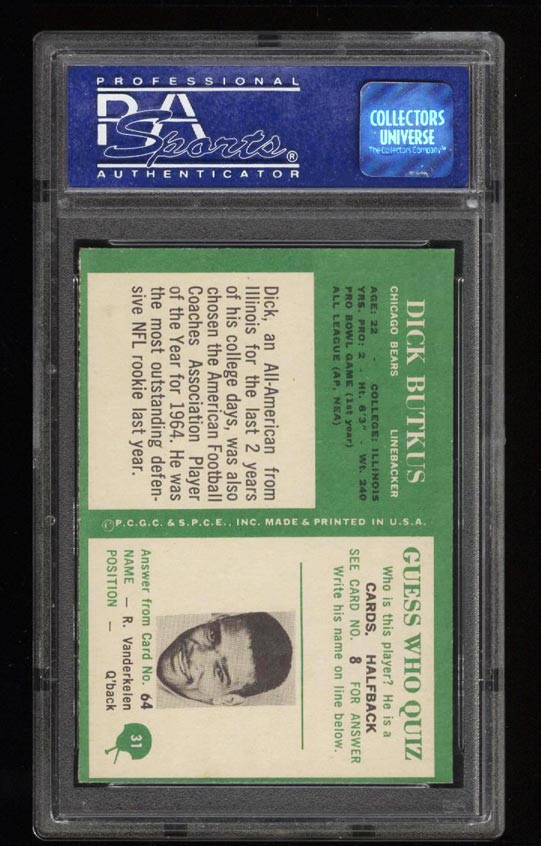 PROFESSIONAL
PSA
Sports®
AUTHENTICATOR
COLLECTORS
UNIVERSE
The Collectors Company™
DICK BUTKUS
CHICAGO BEARS LINEBACKER
AGE: 22 - COLLEGE: ILLINOIS
YRS. PRO: 2 - Ht. 6'3" - Wt. 240
PRO BOWL GAME (1st year)
ALL LEAGUE (AP, NEA)
Dick, an All-American from
Illinois for the last 2 years
of his college days, was also
chosen the American Football
Coaches Association Player
of the Year for 1964. He was
the most outstanding defen-
sive NFL rookie last year.
©P.C.G.C. & S.P.C.E., INC. MADE & PRINTED IN U.S.A.
GUESS WHO QUIZ
Who is this player? He is a
CARDS, HALFBACK
SEE CARD NO. 8 FOR ANSWER
Write his name on line below.
Answer from Card No. 64
NAME — R. Vanderkelen
POSITION — Q'back
31